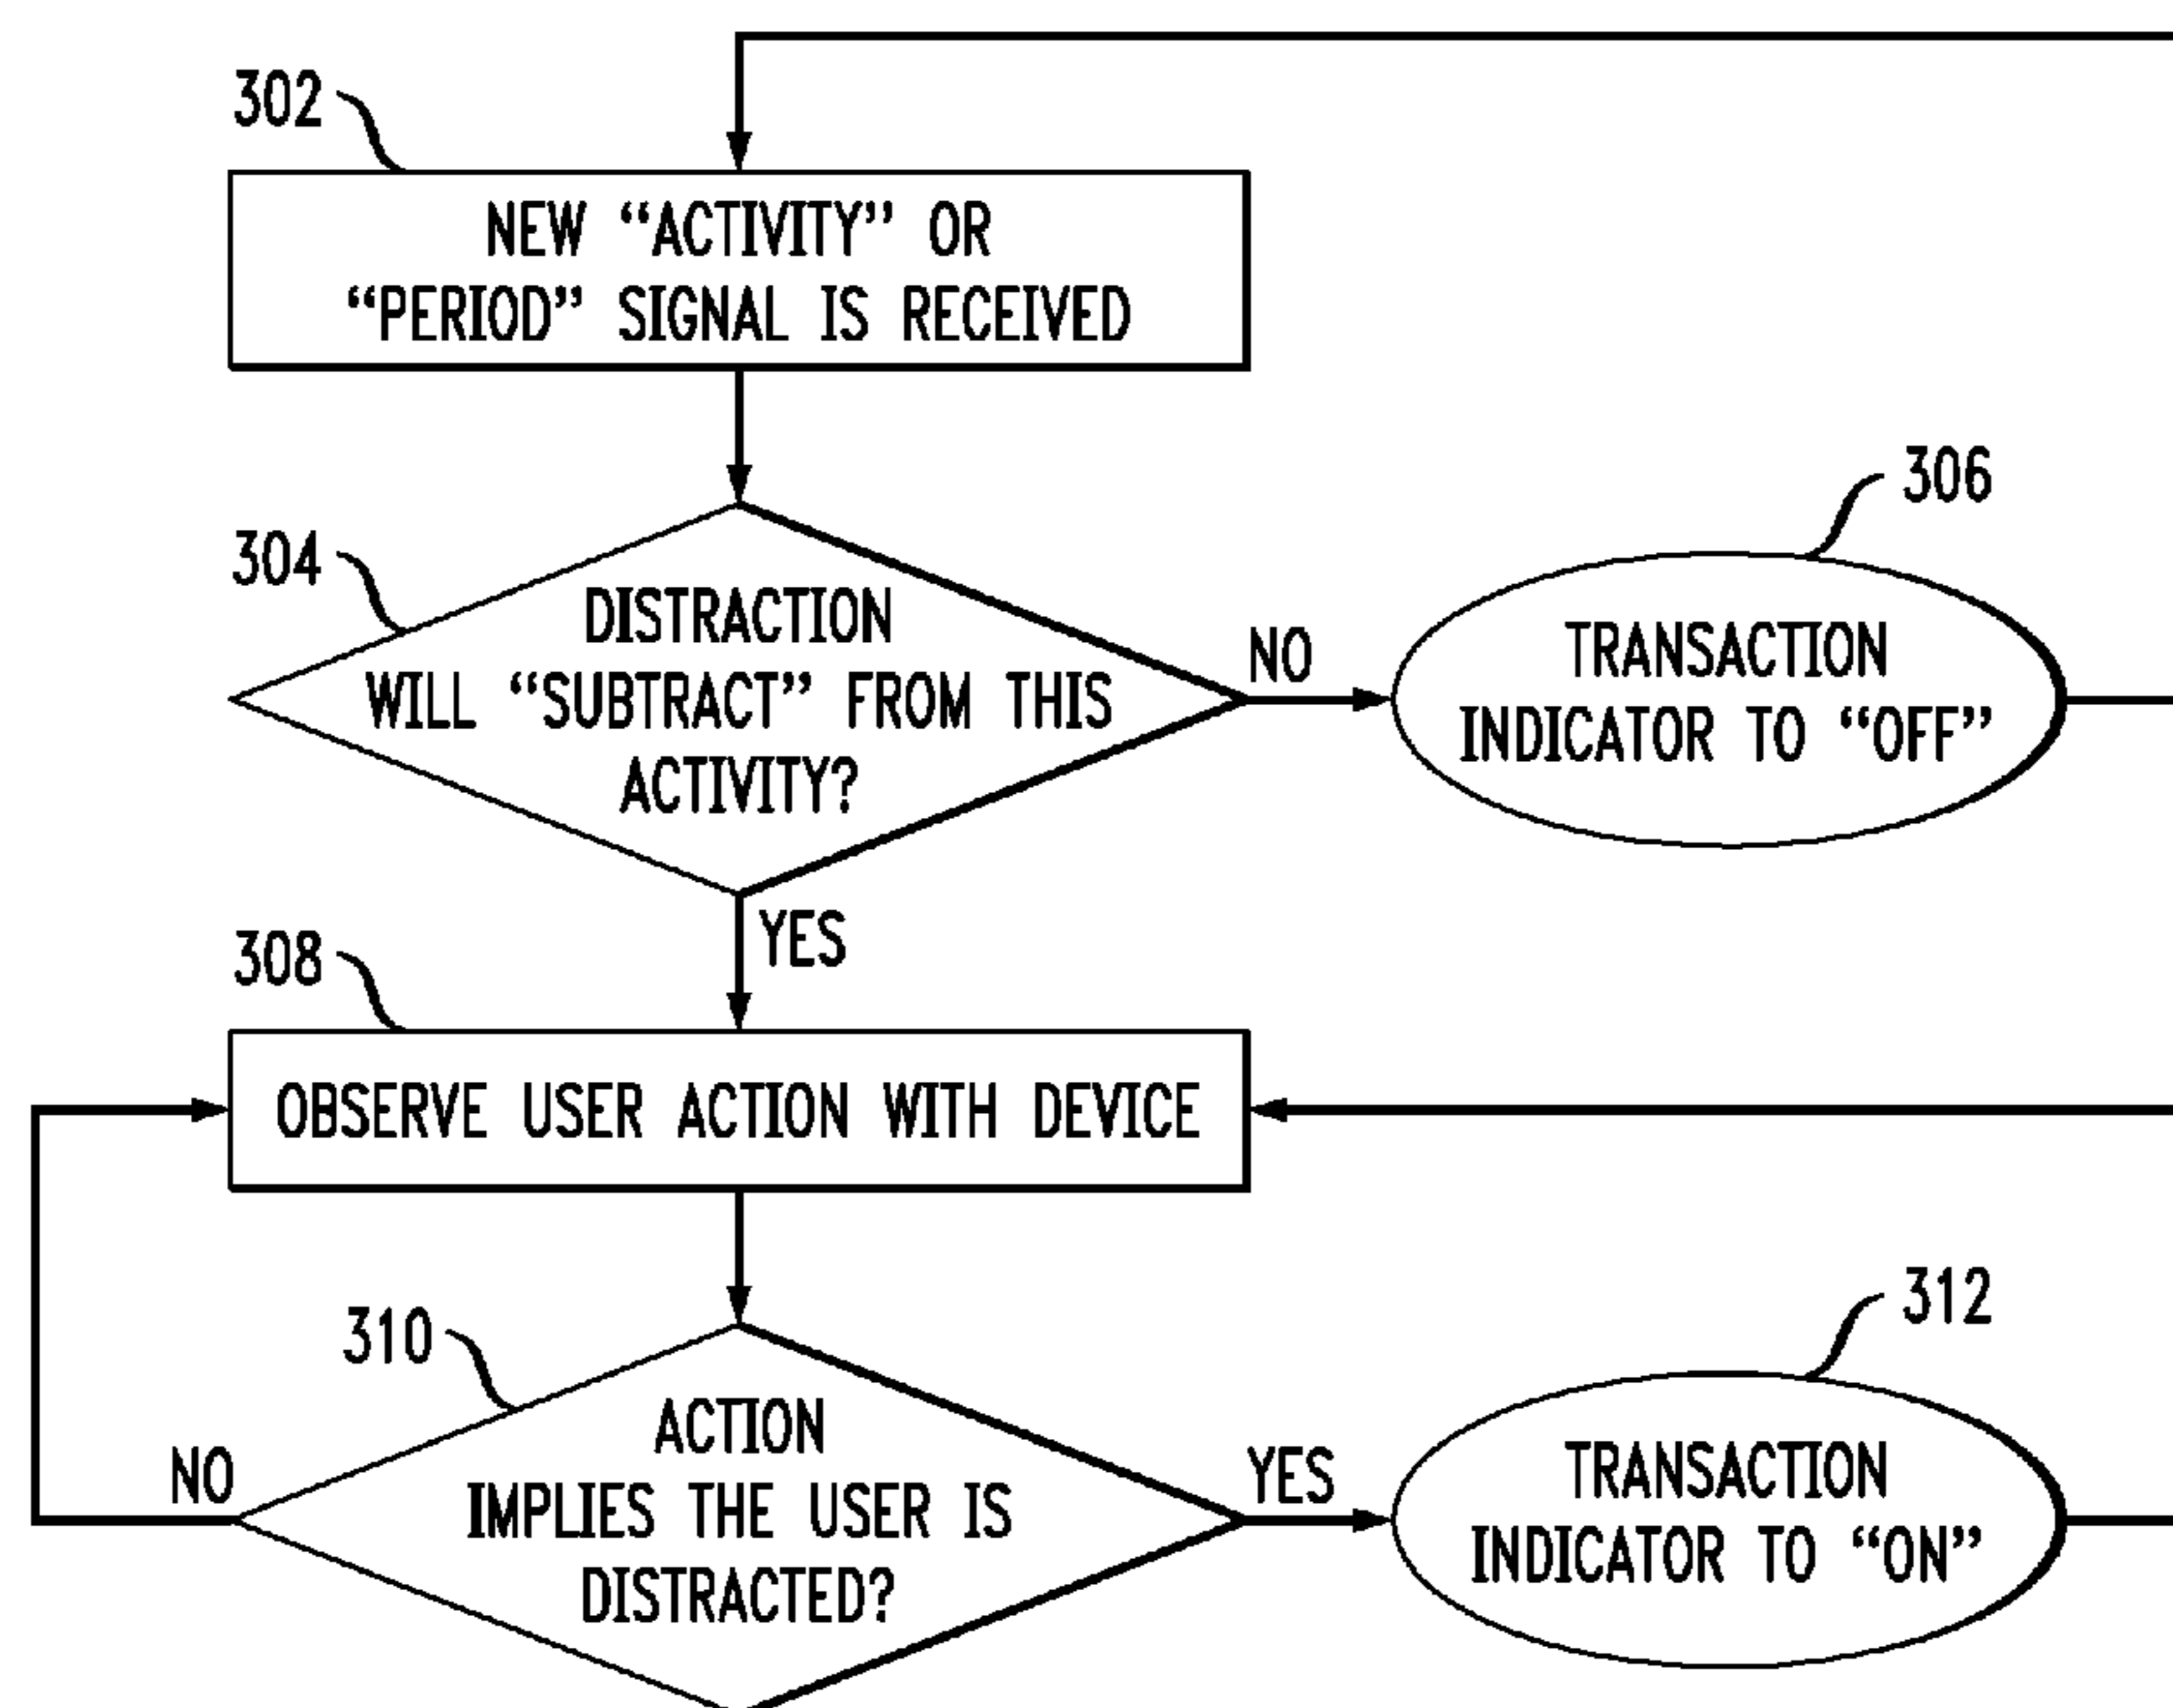 302
NEW “ACTIVITY” OR
“PERIOD” SIGNAL IS RECEIVED
304
DISTRACTION
WILL “SUBTRACT” FROM THIS
ACTIVITY?
NO
306
TRANSACTION
INDICATOR TO “OFF”
YES
308
OBSERVE USER ACTION WITH DEVICE
310
ACTION
IMPLIES THE USER IS
DISTRACTED?
NO
YES
312
TRANSACTION
INDICATOR TO “ON”